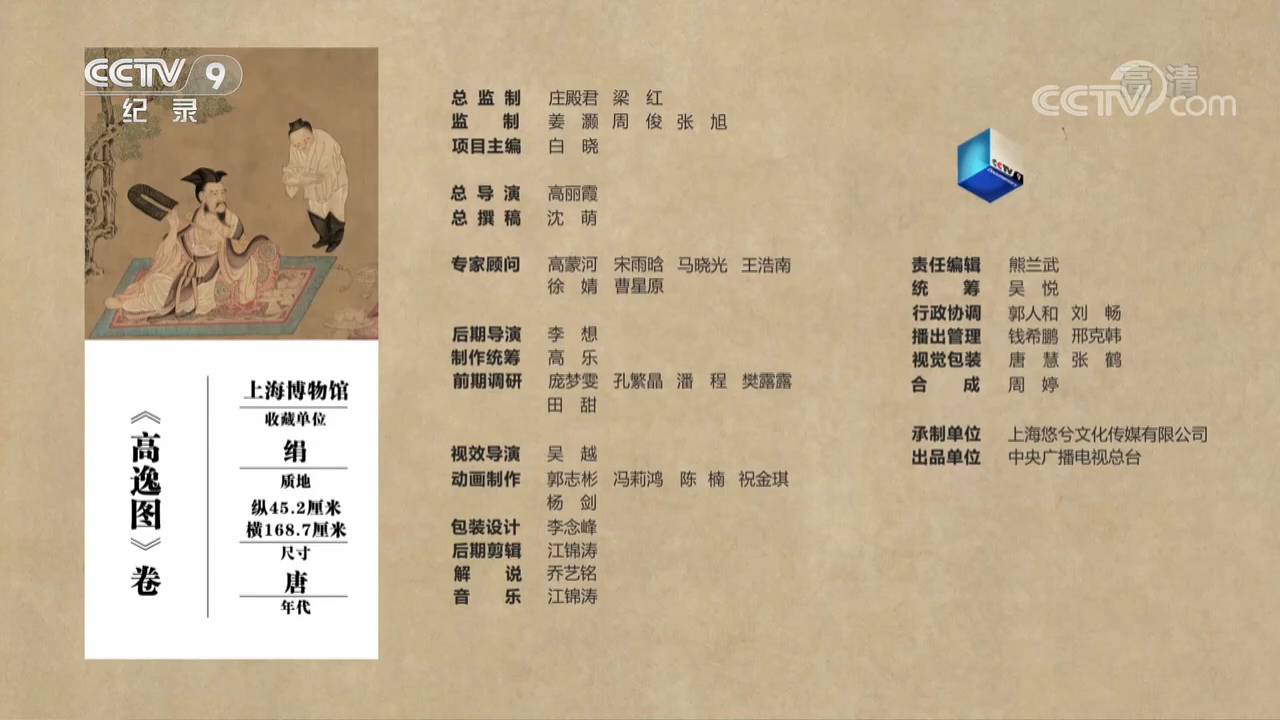 CCTV 9
纪 录
高清
CCTV.com
上海博物馆
收藏单位
绢
质地
纵45.2厘米
横168.7厘米
尺寸
唐
年代
《高逸图》卷
总监制 庄殿君 梁 红
监 制 姜 灏 周 俊 张 旭
项目主编 白 晓
总导演 高丽霞
总撰稿 沈 萌
专家顾问 高蒙河 宋雨晗 马晓光 王浩南
徐 婧 曹星原
后期导演 李 想
制作统筹 高 乐
前期调研 庞梦雯 孔繁晶 潘 程 樊露露
田 甜
视效导演 吴 越
动画制作 郭志彬 冯莉鸿 陈 楠 祝金琪
杨 剑
包装设计 李念峰
后期剪辑 江锦涛
解 说 乔艺铭
音 乐 江锦涛
CCTV 9
Documentary
责任编辑 熊兰武
统 筹 吴 悦
行政协调 郭人和 刘 畅
播出管理 钱希鹏 邢克韩
视觉包装 唐 慧 张 鹤
合 成 周 婷
承制单位 上海悠兮文化传媒有限公司
出品单位 中央广播电视总台